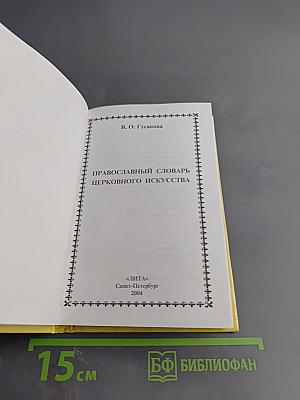 В. О. Гусакова
ПРАВОСЛАВНЫЙ СЛОВАРЬ
ЦЕРКОВНОГО ИСКУССТВА
«ЛИТА»
Санкт-Петербург
2004
15 см
БФ БИБЛИОФАН